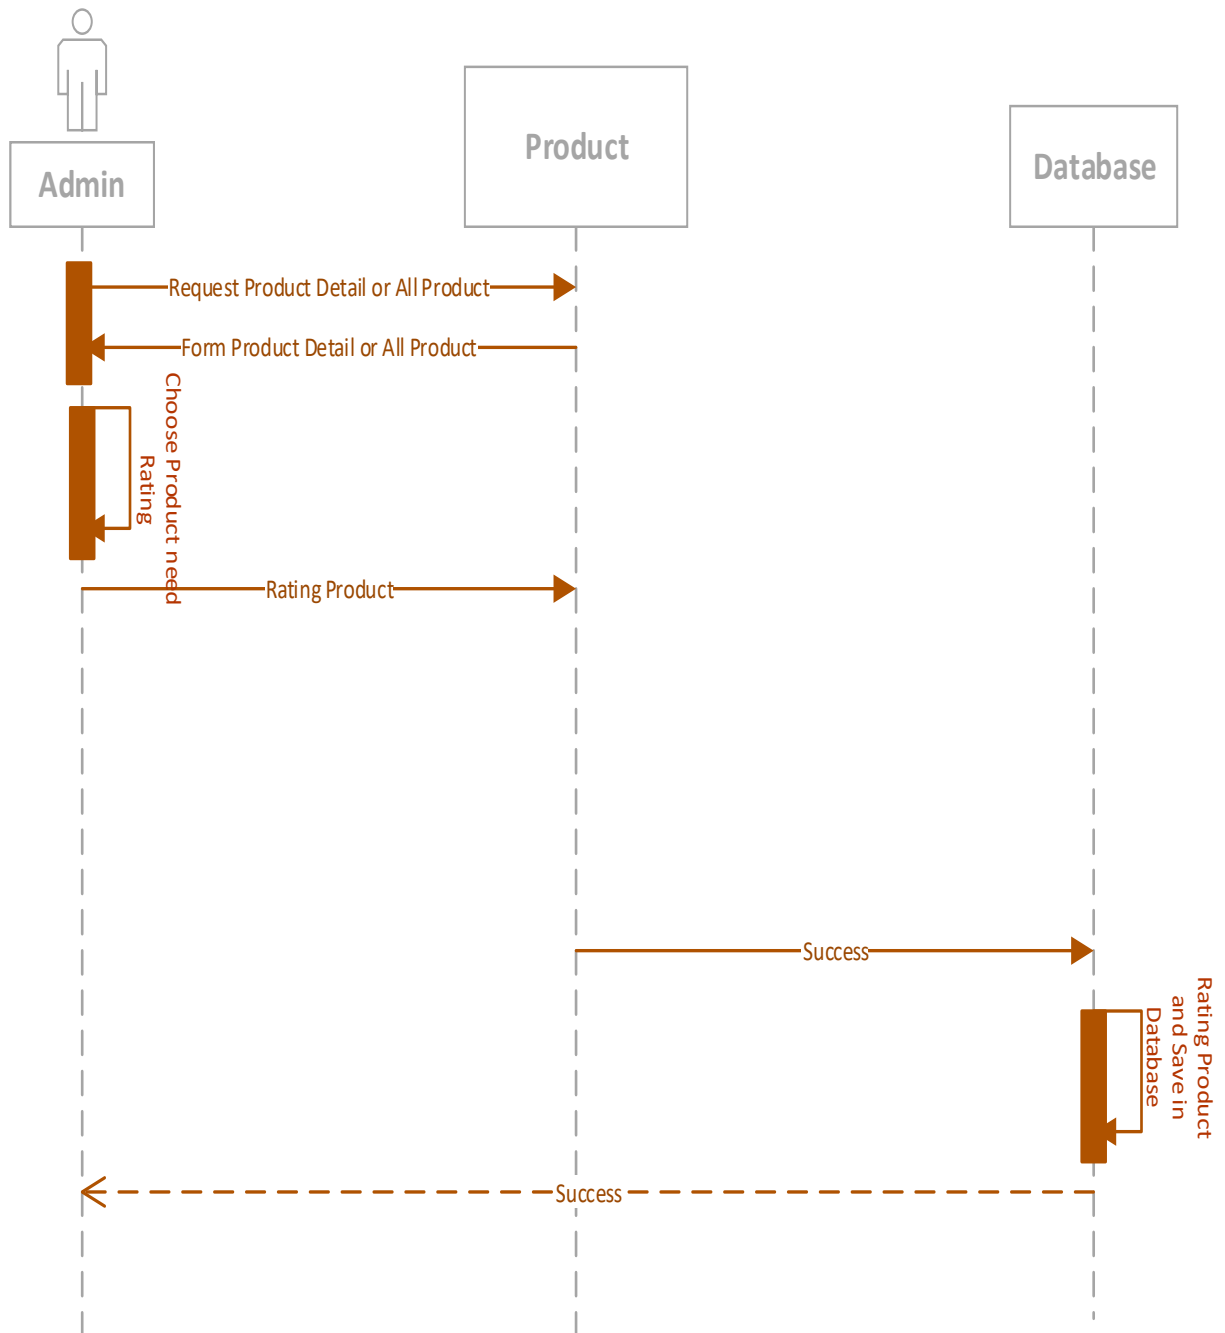 Admin
Product
Database
Request Product Detail or All Product
Form Product Detail or All Product
Choose Product need
Rating
Rating Product
Success
Rating Product
and Save in
Database
Success